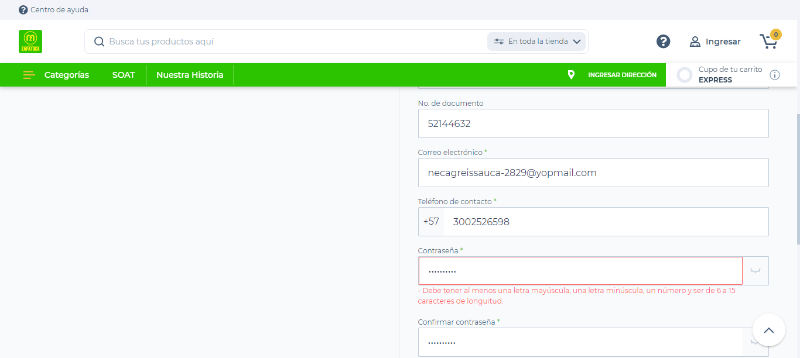 Centro de ayuda
Busca tus productos aquí
En toda la tienda
Ingresar
0
Categorías
SOAT
Nuestra Historia
INGRESAR DIRECCIÓN
Cupo de tu carrito
EXPRESS
No. de documento
52144632
Correo electrónico *
necagreissauca-2829@yopmail.com
Teléfono de contacto *
+57 3002526598
Contraseña *
••••••••••
- Debe tener al menos una letra mayúscula, una letra minúscula, un número y ser de 6 a 15
caracteres de longuitud.
Confirmar contraseña *
••••••••••